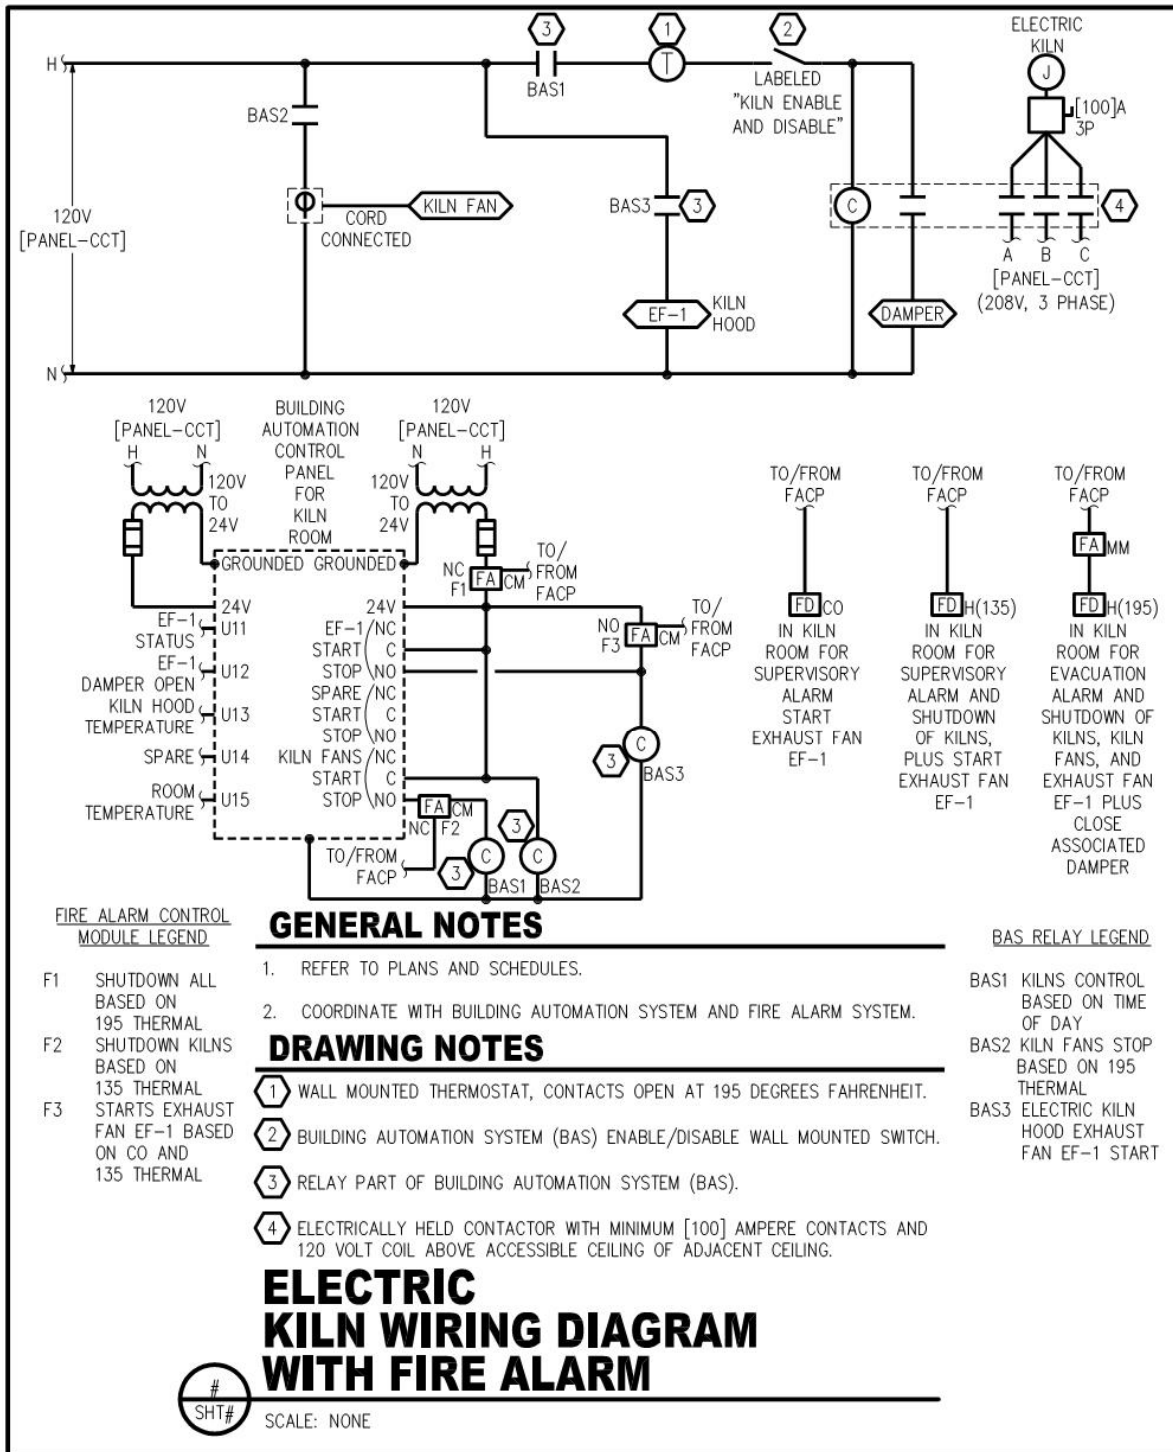 3
1
2
ELECTRIC
KILN
H
T
J
BAS1
LABELED
"KILN ENABLE
AND DISABLE"
BAS2
[100]A
3P
KILN FAN
CORD
CONNECTED
BAS3
3
C
4
120V
[PANEL-CCT]
A B C
[PANEL-CCT]
(208V, 3 PHASE)
EF-1
KILN
HOOD
DAMPER
N
120V
[PANEL-CCT]
H N
120V
TO
24V
BUILDING
AUTOMATION
CONTROL
PANEL
FOR
KILN
ROOM
120V
[PANEL-CCT]
N H
120V
TO
24V
GROUNDED GROUNDED
NC
F1
FA
CM
TO/
FROM
FACP
24V
24V
EF-1
STATUS
U11
EF-1
DAMPER OPEN
U12
KILN HOOD
TEMPERATURE
U13
SPARE
U14
ROOM
TEMPERATURE
U15
EF-1 NC
START C
STOP NO
SPARE NC
START C
STOP NO
KILN FANS NC
START C
STOP NO
NO
F3
FA
CM
TO/
FROM
FACP
C
3
BAS3
FA
CM
NC F2
TO/FROM
FACP
3
3
C
C
BAS1
BAS2
TO/FROM
FACP
FD CO
IN KILN
ROOM FOR
SUPERVISORY
ALARM
START
EXHAUST FAN
EF-1
TO/FROM
FACP
FD H(135)
IN KILN
ROOM FOR
SUPERVISORY
ALARM AND
SHUTDOWN
OF KILNS,
PLUS START
EXHAUST FAN
EF-1
TO/FROM
FACP
FA MM
FD H(195)
IN KILN
ROOM FOR
EVACUATION
ALARM AND
SHUTDOWN OF
KILNS, KILN
FANS, AND
EXHAUST FAN
EF-1 PLUS
CLOSE
ASSOCIATED
DAMPER
FIRE ALARM CONTROL
MODULE LEGEND
F1 SHUTDOWN ALL
BASED ON
195 THERMAL
F2 SHUTDOWN KILNS
BASED ON
135 THERMAL
F3 STARTS EXHAUST
FAN EF-1 BASED
ON CO AND
135 THERMAL
GENERAL NOTES
1. REFER TO PLANS AND SCHEDULES.
2. COORDINATE WITH BUILDING AUTOMATION SYSTEM AND FIRE ALARM SYSTEM.
DRAWING NOTES
1 WALL MOUNTED THERMOSTAT, CONTACTS OPEN AT 195 DEGREES FAHRENHEIT.
2 BUILDING AUTOMATION SYSTEM (BAS) ENABLE/DISABLE WALL MOUNTED SWITCH.
3 RELAY PART OF BUILDING AUTOMATION SYSTEM (BAS).
4 ELECTRICALLY HELD CONTACTOR WITH MINIMUM [100] AMPERE CONTACTS AND
120 VOLT COIL ABOVE ACCESSIBLE CEILING OF ADJACENT CEILING.
BAS RELAY LEGEND
BAS1 KILNS CONTROL
BASED ON TIME
OF DAY
BAS2 KILN FANS STOP
BASED ON 195
THERMAL
BAS3 ELECTRIC KILN
HOOD EXHAUST
FAN EF-1 START
ELECTRIC
KILN WIRING DIAGRAM
WITH FIRE ALARM
#
SHT#
SCALE: NONE